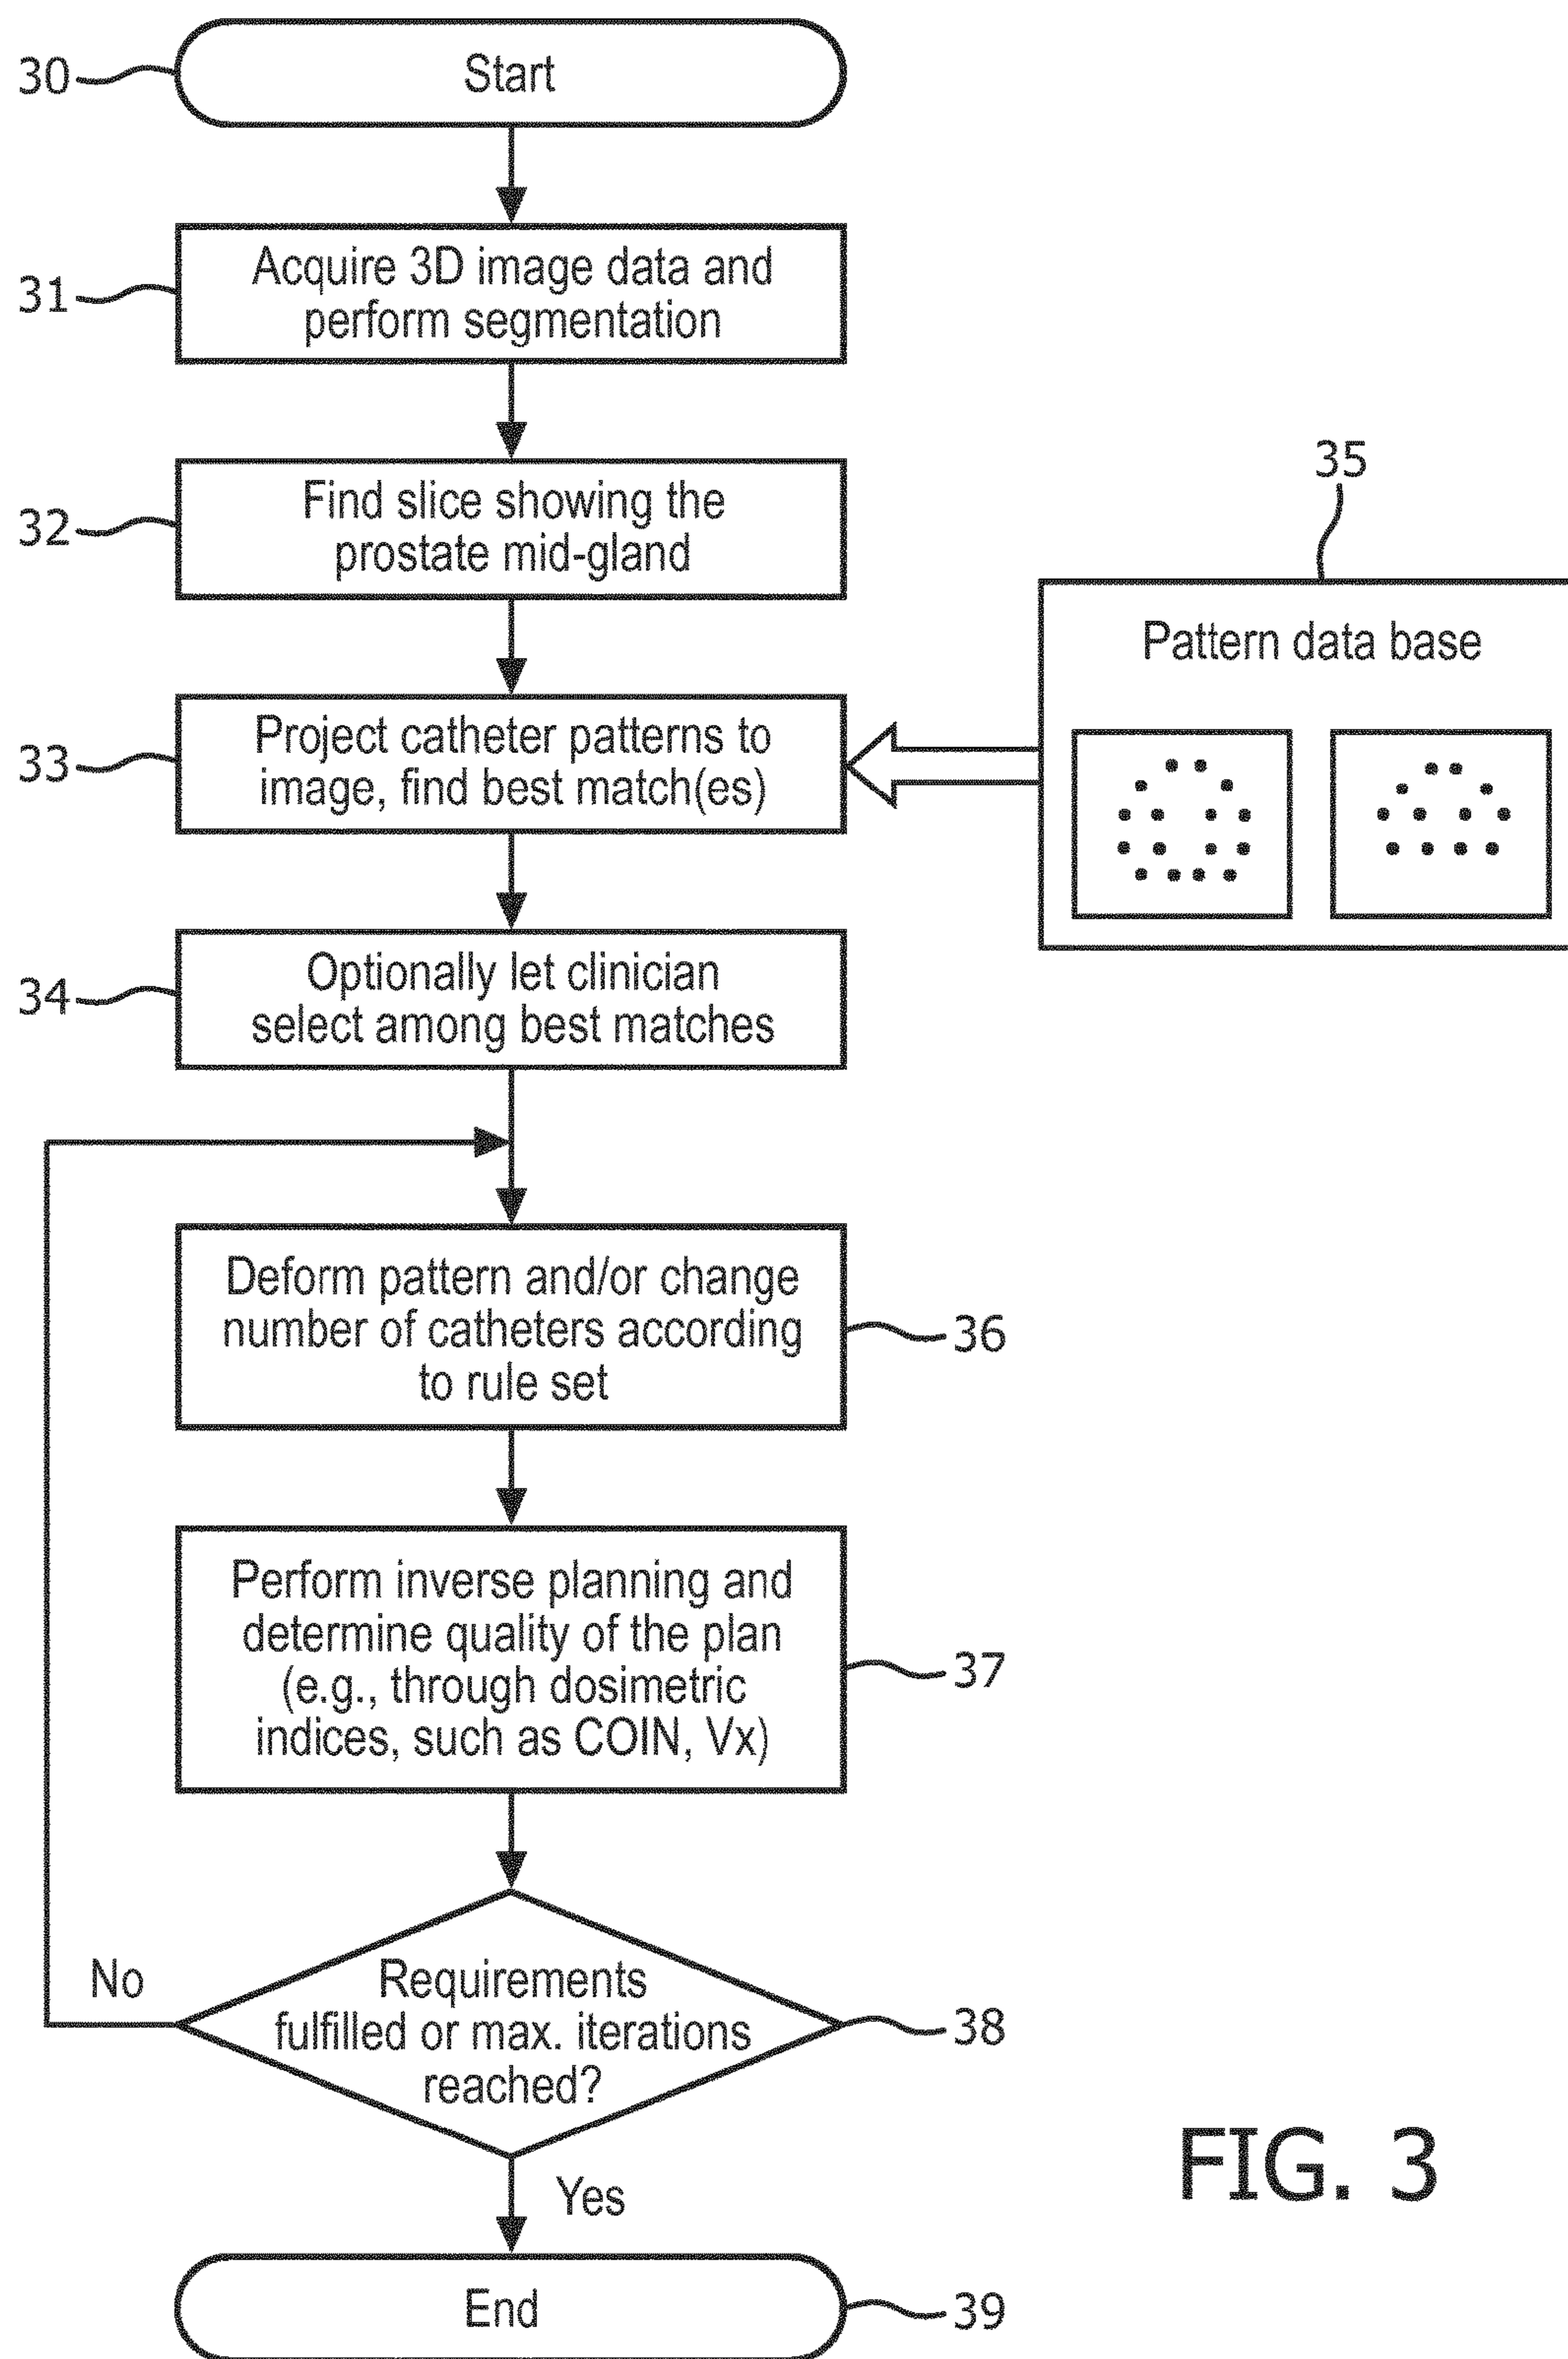 30
Start
31
Acquire 3D image data and
perform segmentation
32
Find slice showing the
prostate mid-gland
35
Pattern data base
33
Project catheter patterns to
image, find best match(es)
34
Optionally let clinician
select among best matches
Deform pattern and/or change
number of catheters according
to rule set
36
Perform inverse planning and
determine quality of the plan
(e.g., through dosimetric
indices, such as COIN, Vx)
37
No
Requirements
fulfilled or max. iterations
reached?
38
Yes
FIG. 3
End
39